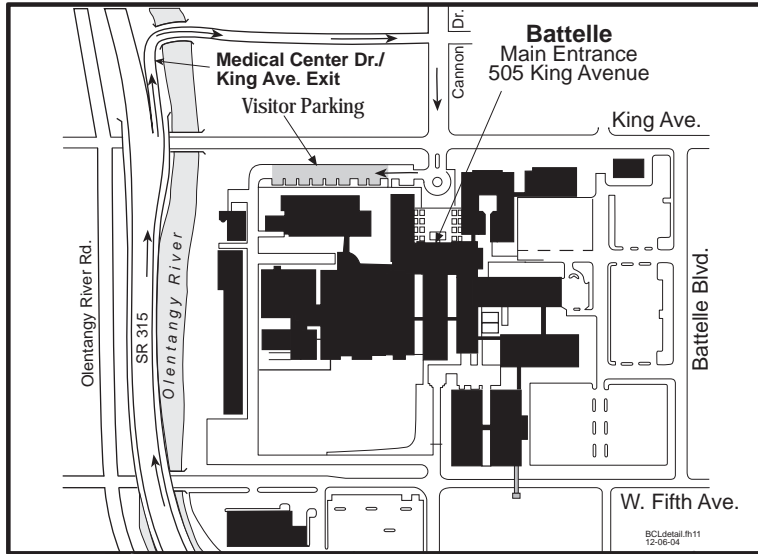 Battelle
Main Entrance
505 King Avenue
Medical Center Dr./
King Ave. Exit
Visitor Parking
Cannon Dr.
King Ave.
Olentangy River Rd.
SR 315
Olentangy River
Battelle Blvd.
W. Fifth Ave.
BCLdetail.fh11
12-06-04